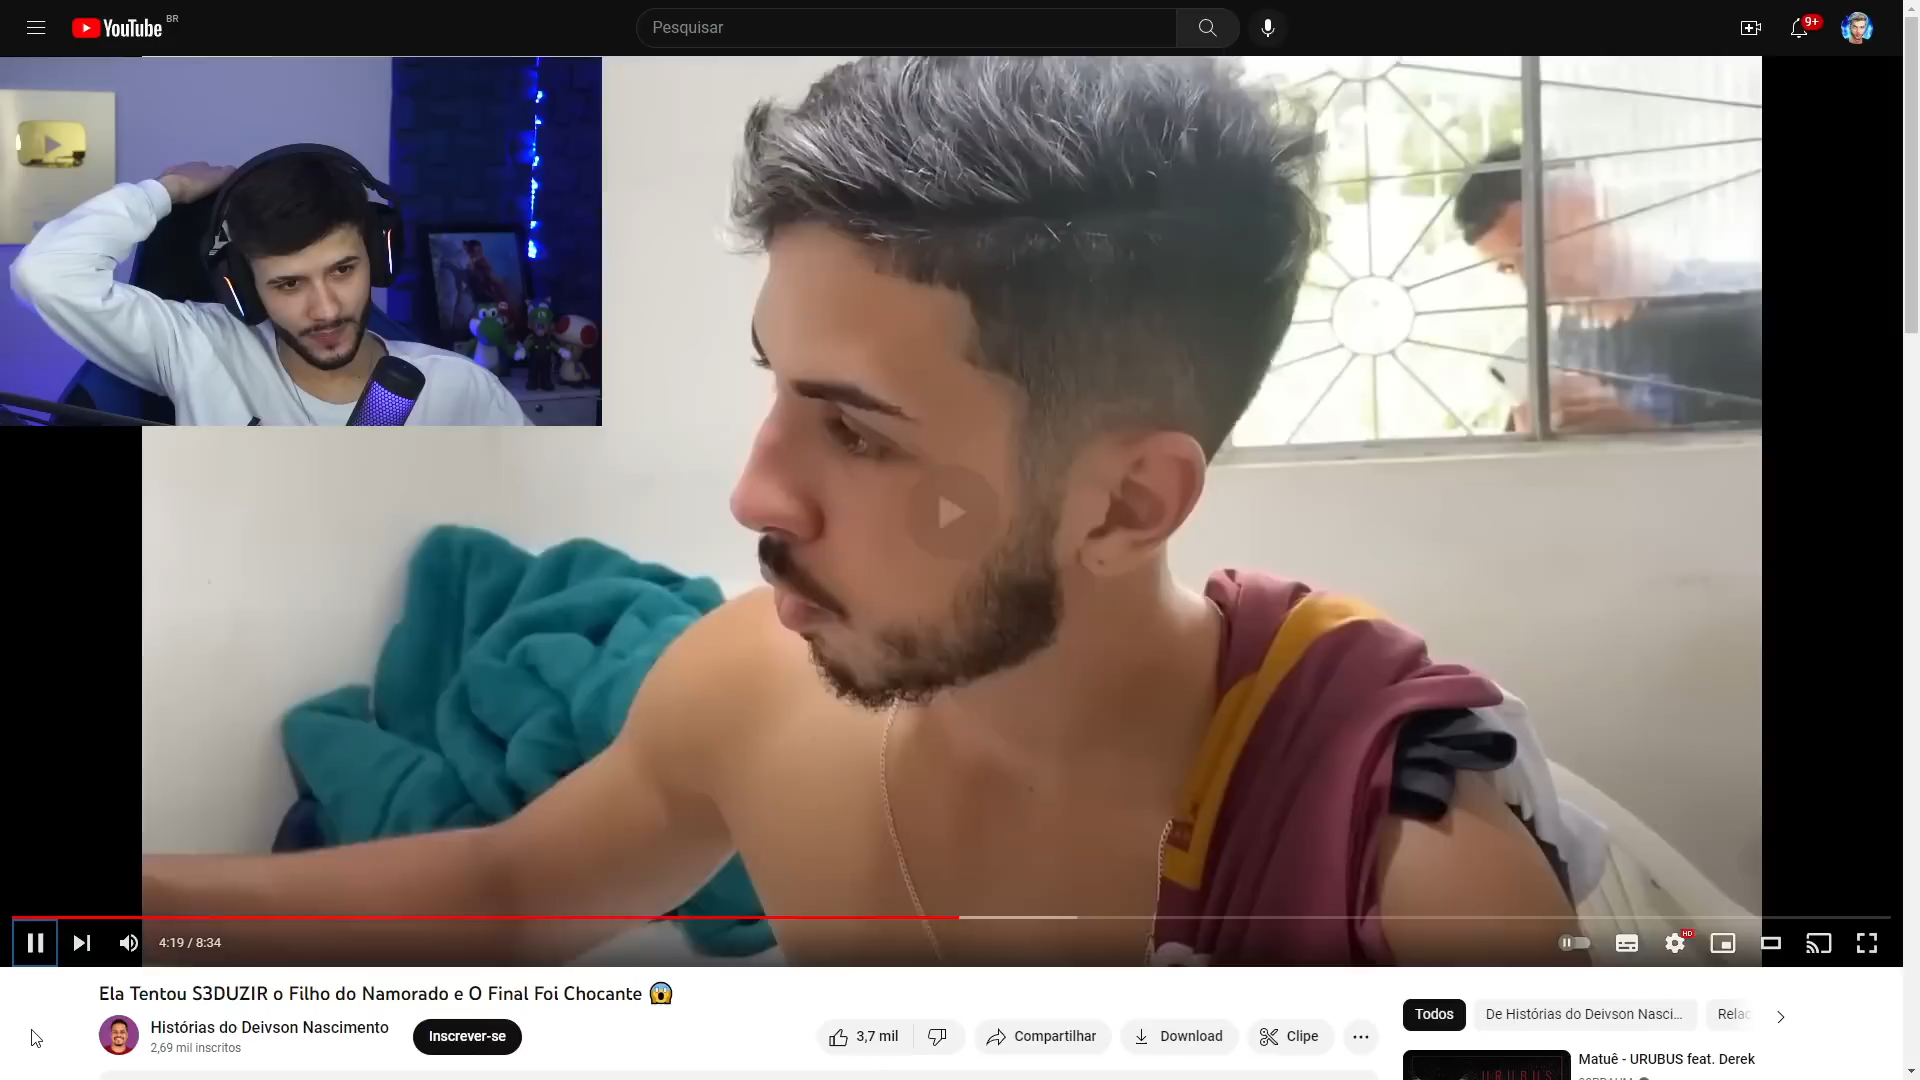 YouTube BR
Pesquisar
9+
4:19 / 8:34
HD
Ela Tentou S3DUZIR o Filho do Namorado e O Final Foi Chocante 😱
Histórias do Deivson Nascimento
2,69 mil inscritos
Inscrever-se
3,7 mil
Compartilhar
Download
Clipe
Todos
De Histórias do Deivson Nasci...
Relac
URUBUS
Matuê - URUBUS feat. Derek